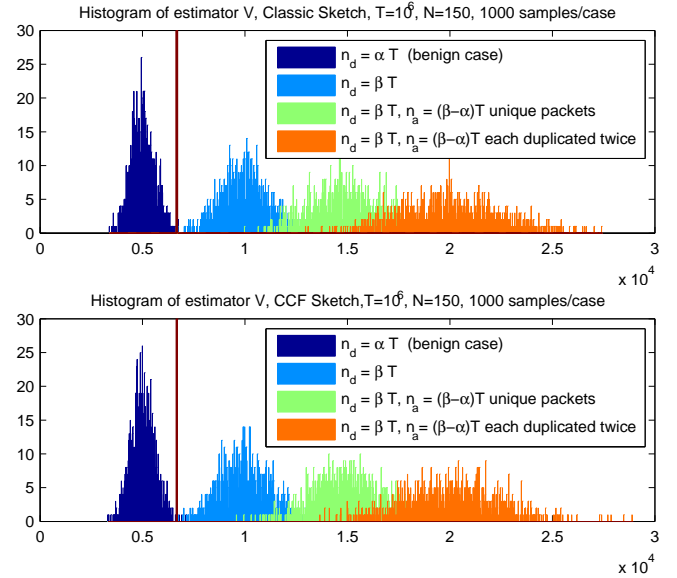 Histogram of estimator V, Classic Sketch, T=10^6, N=150, 1000 samples/case
30
25
20
15
10
5
0
n_d = α T (benign case)
n_d = β T
n_d = β T, n_a = (β−α)T unique packets
n_d = β T, n_a = (β−α)T each duplicated twice
0 0.5 1 1.5 2 2.5 3
x 10^4
Histogram of estimator V, CCF Sketch,T=10^6, N=150, 1000 samples/case
30
25
20
15
10
5
0
n_d = α T (benign case)
n_d = β T
n_d = β T, n_a = (β−α)T unique packets
n_d = β T, n_a = (β−α)T each duplicated twice
0 0.5 1 1.5 2 2.5 3
x 10^4